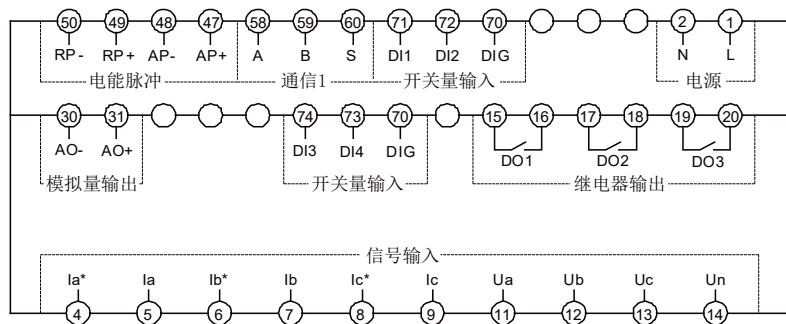 50 49 48 47 58 59 60 71 72 70 2 1
RP- RP+ AP- AP+ A B S DI1 DI2 DIG N L
电能脉冲 通信1 开关量输入 电源
30 31 74 73 70 15 16 17 18 19 20
AO- AO+ DI3 DI4 DIG DO1 DO2 DO3
模拟量输出 开关量输入 继电器输出
信号输入
Ia* Ia Ib* Ib Ic* Ic Ua Ub Uc Un
4 5 6 7 8 9 11 12 13 14